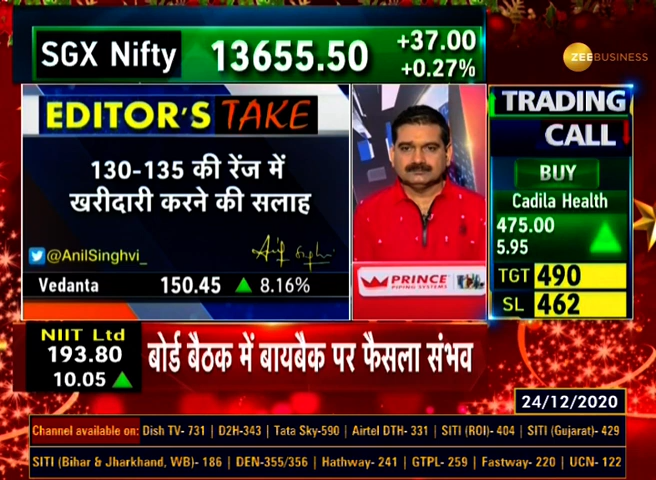 SGX Nifty 13655.50 +37.00
+0.27%
ZEEBUSINESS
EDITOR'S TAKE
130-135 की रेंज में
खरीदारी करने की सलाह
@AnilSinghvi_
Vedanta 150.45 8.16%
PRINCE
PIPING SYSTEMS
TRADING
CALL
BUY
Cadila Health
475.00
5.95
TGT 490
SL 462
NIIT Ltd
193.80
10.05
बोर्ड बैठक में बायबैक पर फैसला संभव
24/12/2020
Channel available on: Dish TV- 731 | D2H-343 | Tata Sky-590 | Airtel DTH- 331 | SITI (ROI)- 404 | SITI (Gujarat)- 429
SITI (Bihar & Jharkhand, WB)- 186 | DEN-355/356 | Hathway- 241 | GTPL- 259 | Fastway- 220 | UCN- 122